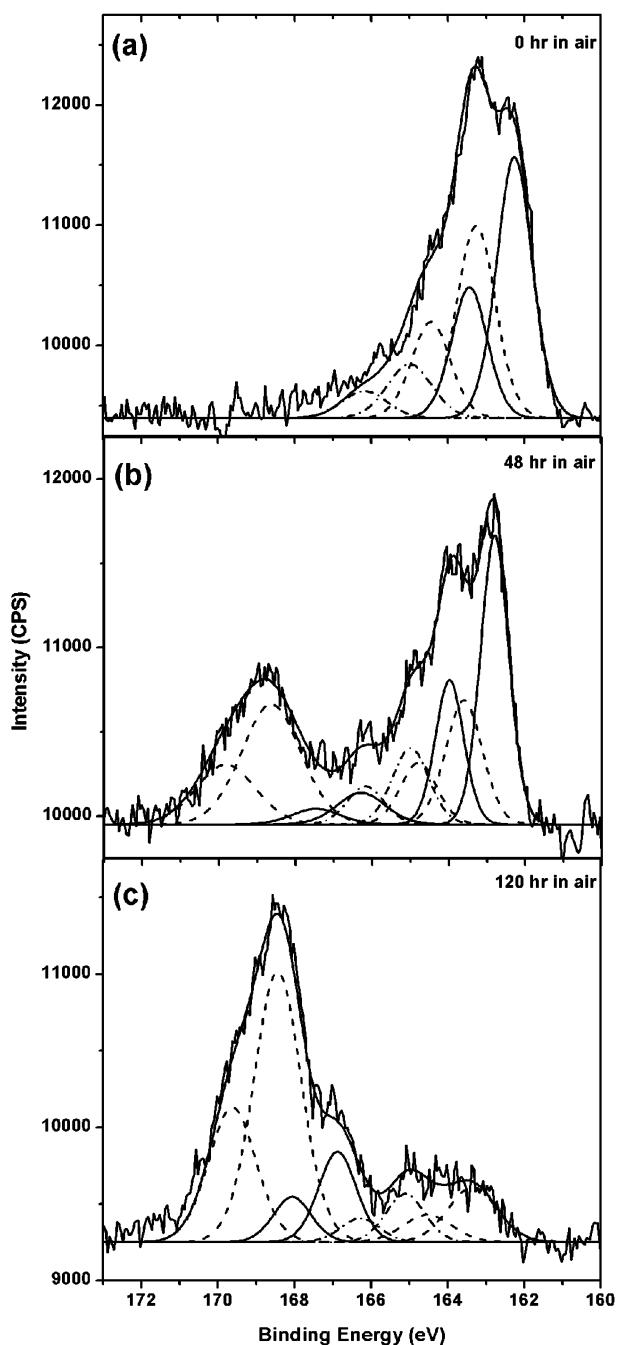 (a)
0 hr in air
12000
11000
10000
(b)
48 hr in air
12000
11000
10000
Intensity (CPS)
(c)
120 hr in air
11000
10000
9000
172 170 168 166 164 162 160
Binding Energy (eV)